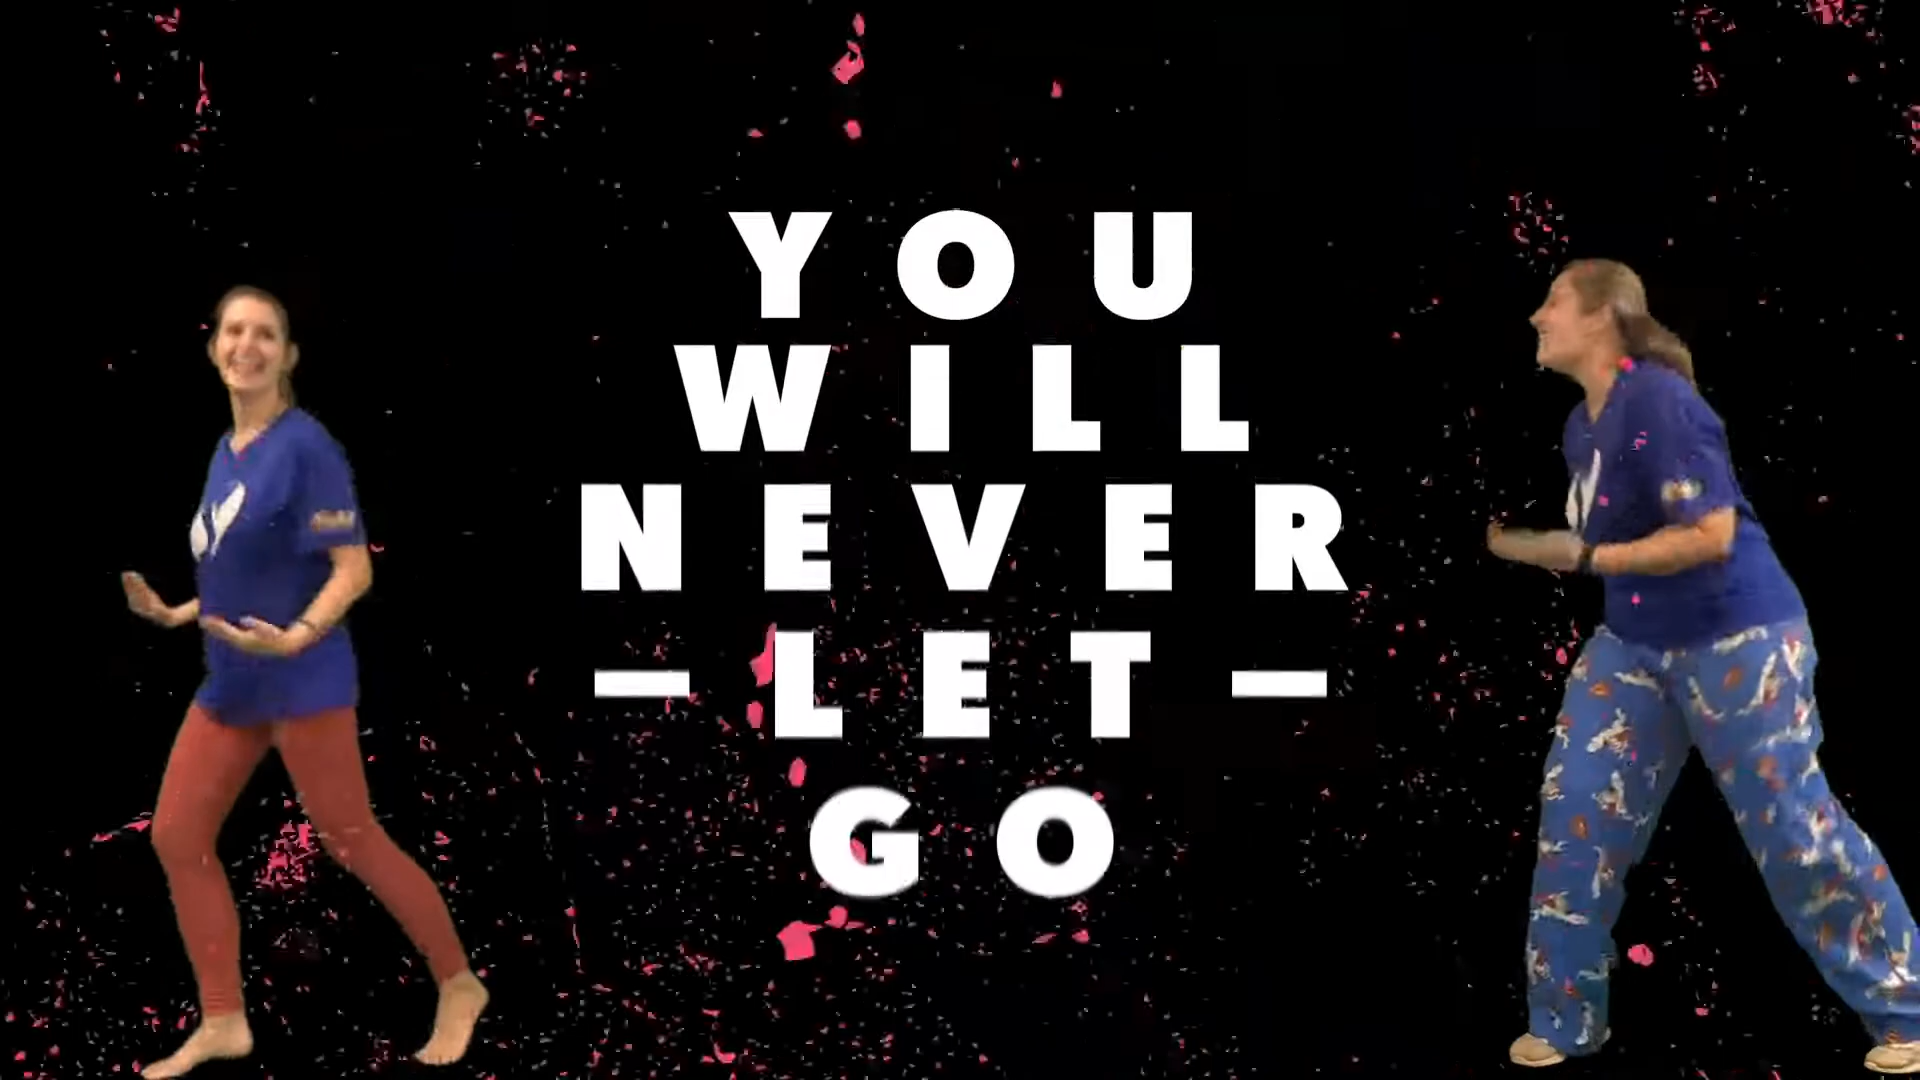 YOU
WILL
NEVER
– LET –
GO